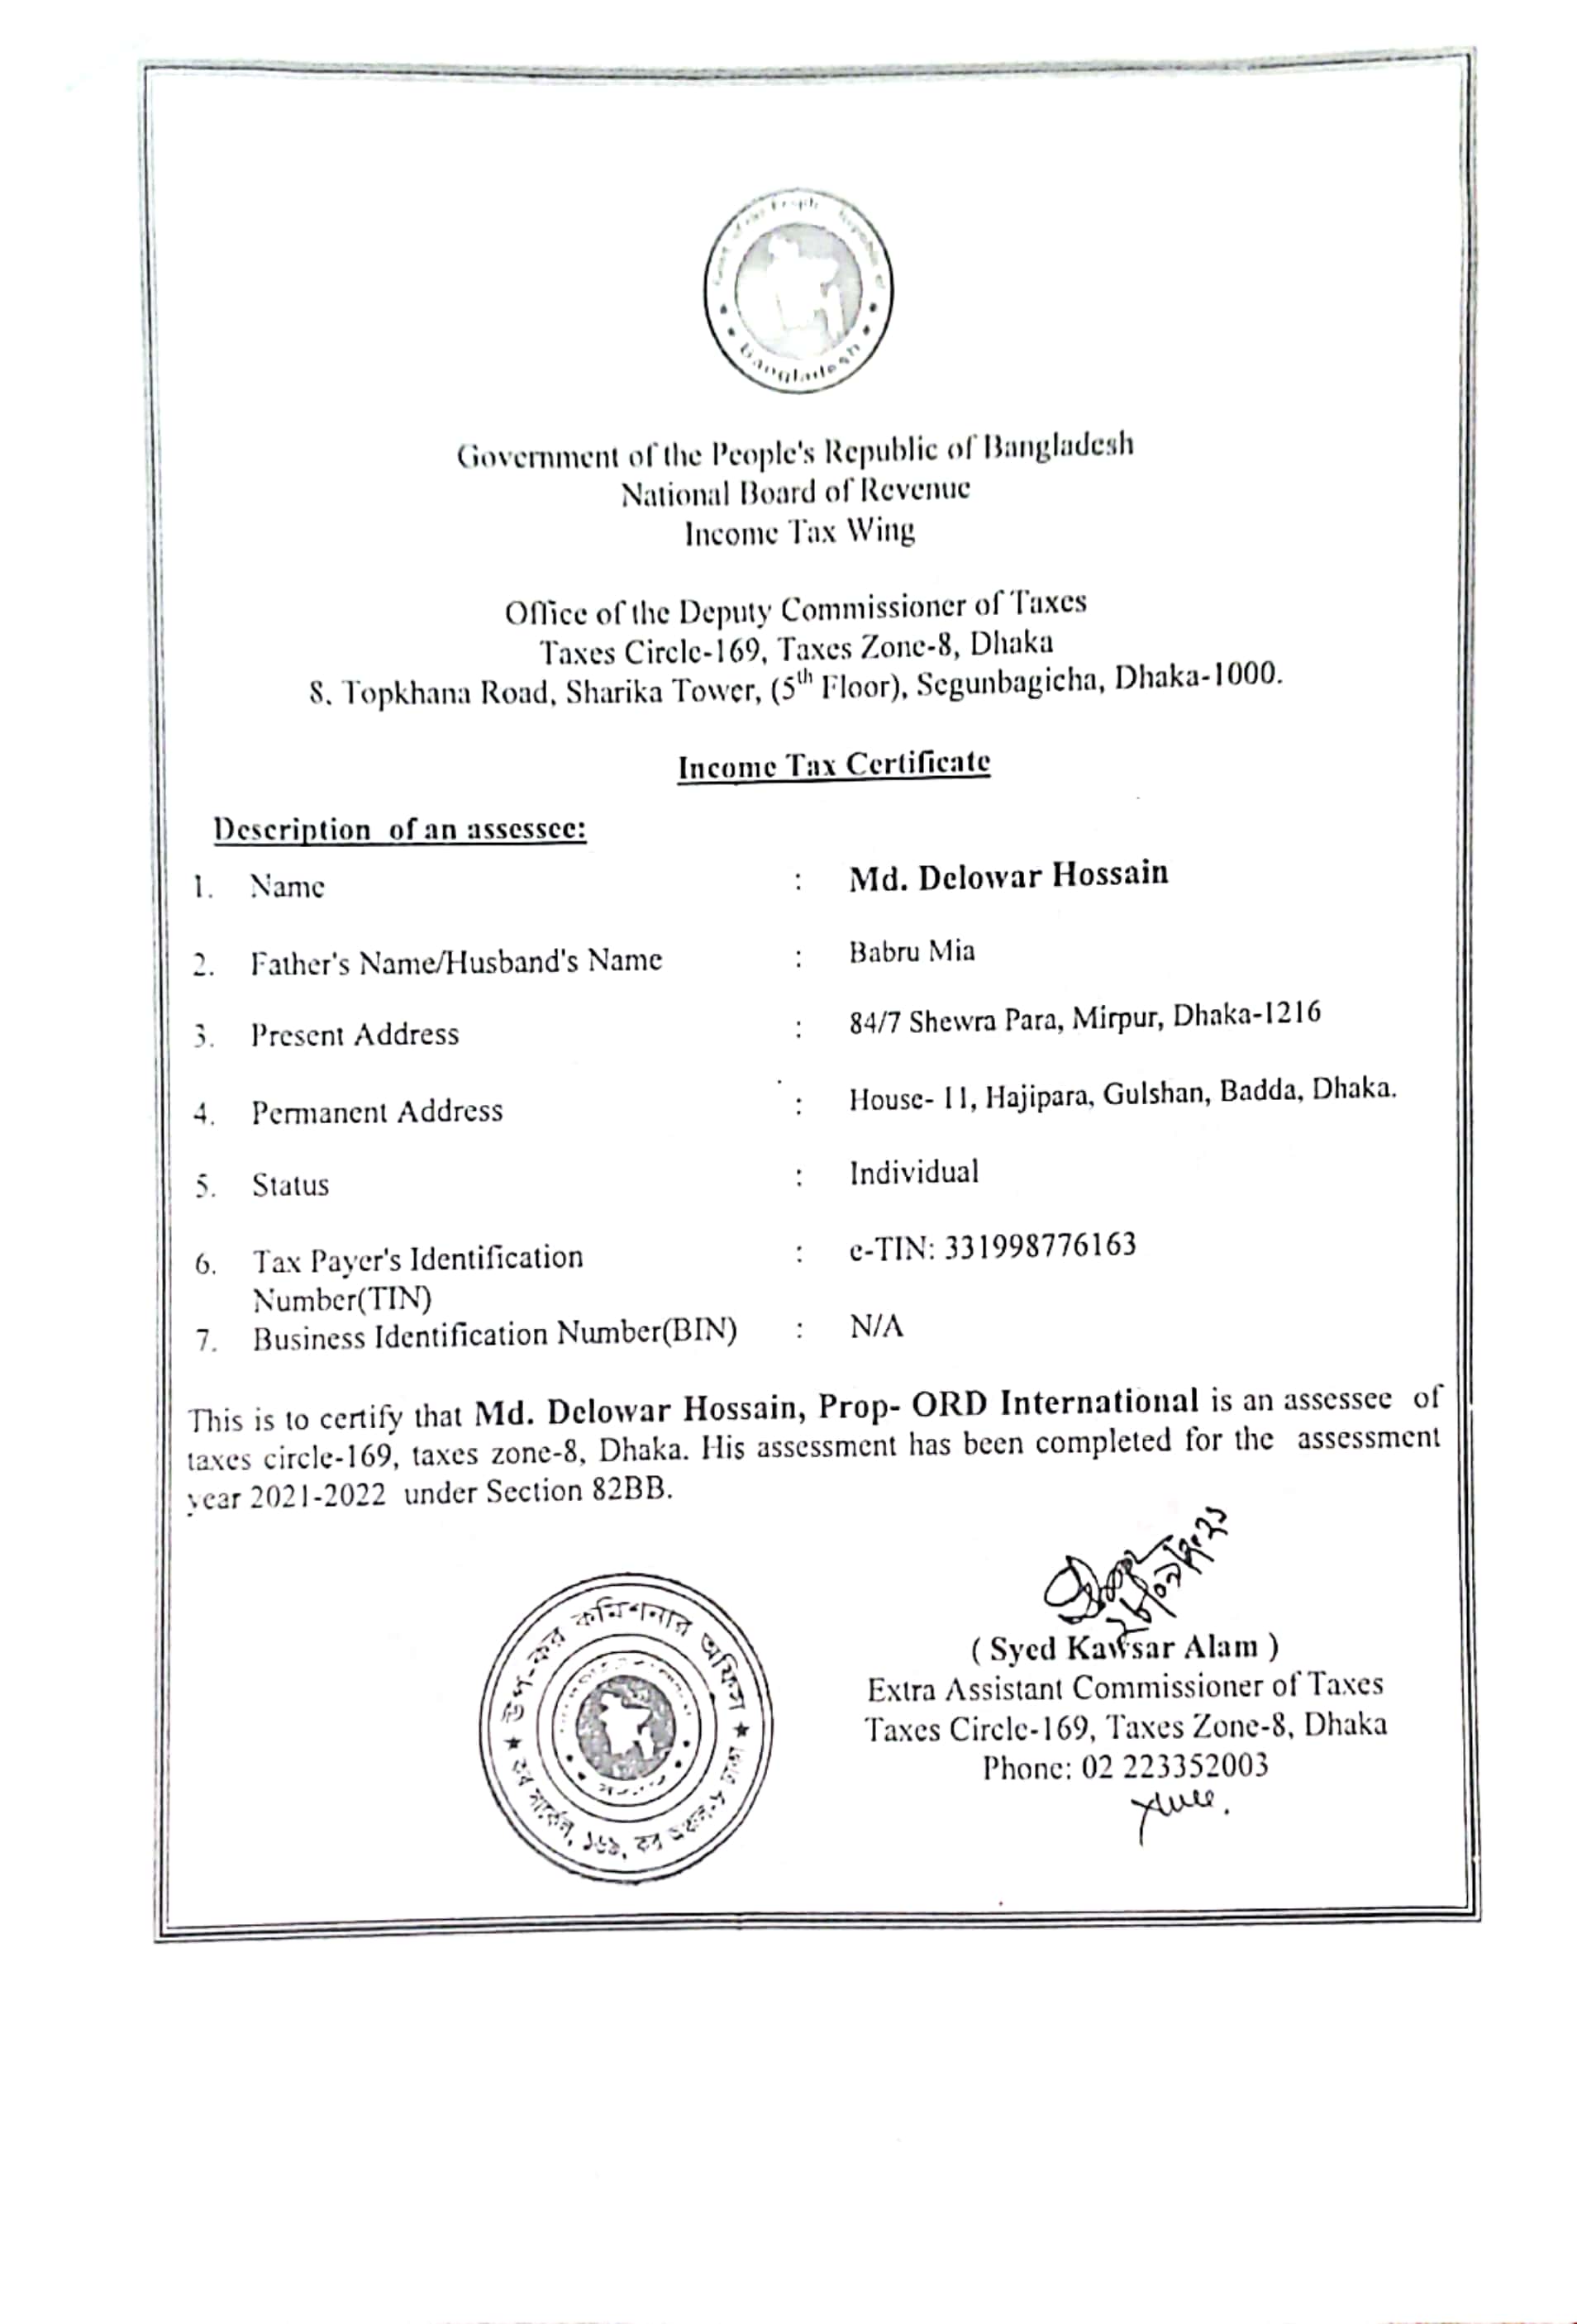 Bangladesh
Government of the People's Republic of Bangladesh
National Board of Revenue
Income Tax Wing
Office of the Deputy Commissioner of Taxes
Taxes Circle-169, Taxes Zone-8, Dhaka
8. Topkhana Road, Sharika Tower, (5th Floor), Segunbagicha, Dhaka-1000.
Income Tax Certificate
Description of an assessee:
1. Name : Md. Delowar Hossain
2. Father's Name/Husband's Name : Babru Mia
3. Present Address : 84/7 Shewra Para, Mirpur, Dhaka-1216
4. Permanent Address : House- 11, Hajipara, Gulshan, Badda, Dhaka.
5. Status : Individual
6. Tax Payer's Identification : e-TIN: 331998776163
Number(TIN)
7. Business Identification Number(BIN) : N/A
This is to certify that Md. Delowar Hossain, Prop- ORD International is an assessee of
taxes circle-169, taxes zone-8, Dhaka. His assessment has been completed for the assessment
year 2021-2022 under Section 82BB.
( Syed Kawsar Alam )
Extra Assistant Commissioner of Taxes
Taxes Circle-169, Taxes Zone-8, Dhaka
Phone: 02 223352003
উপ-কর কমিশনার অফিস
কর সার্কেল, ১৬৯, কর অঞ্চল-৮ ঢাকা